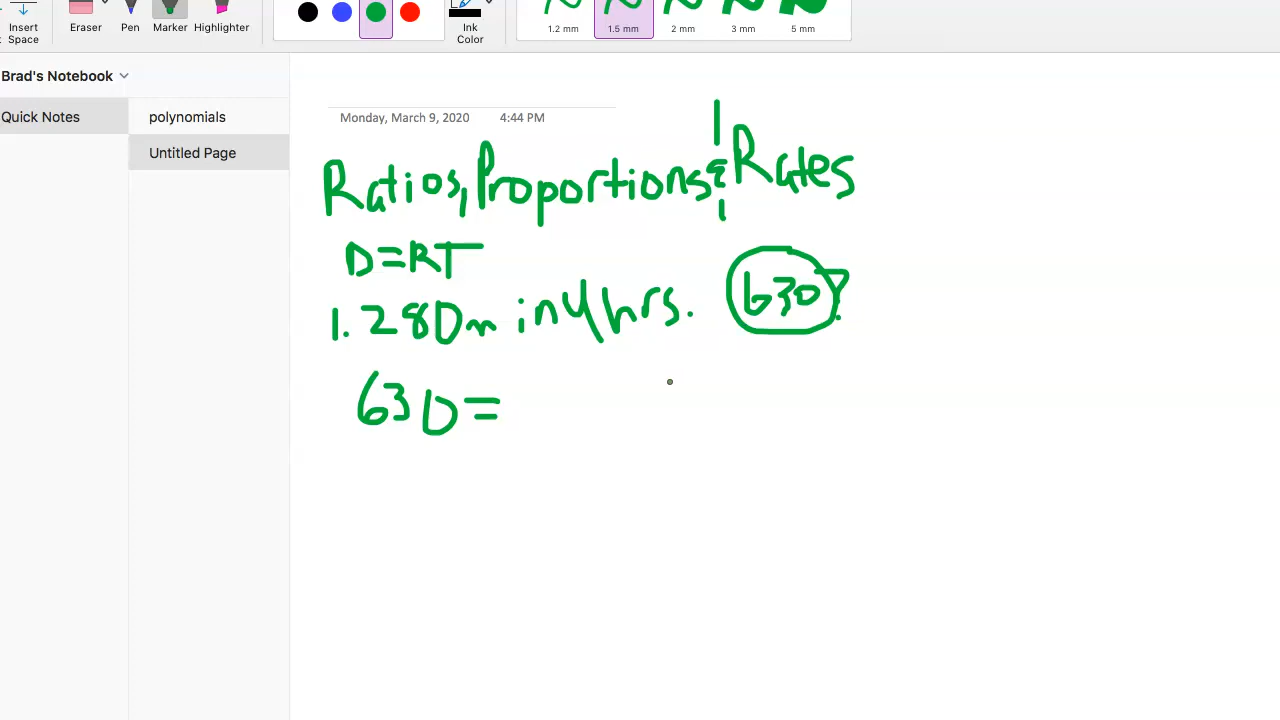 Insert Space
Eraser
Pen
Marker
Highlighter
Ink Color
1.2 mm
1.5 mm
2 mm
3 mm
5 mm
Brad's Notebook
Quick Notes
polynomials
Untitled Page
Monday, March 9, 2020 4:44 PM
Ratios, Proportions & Rates
D=RT
1. 280m in 4 hrs. 630?
630=